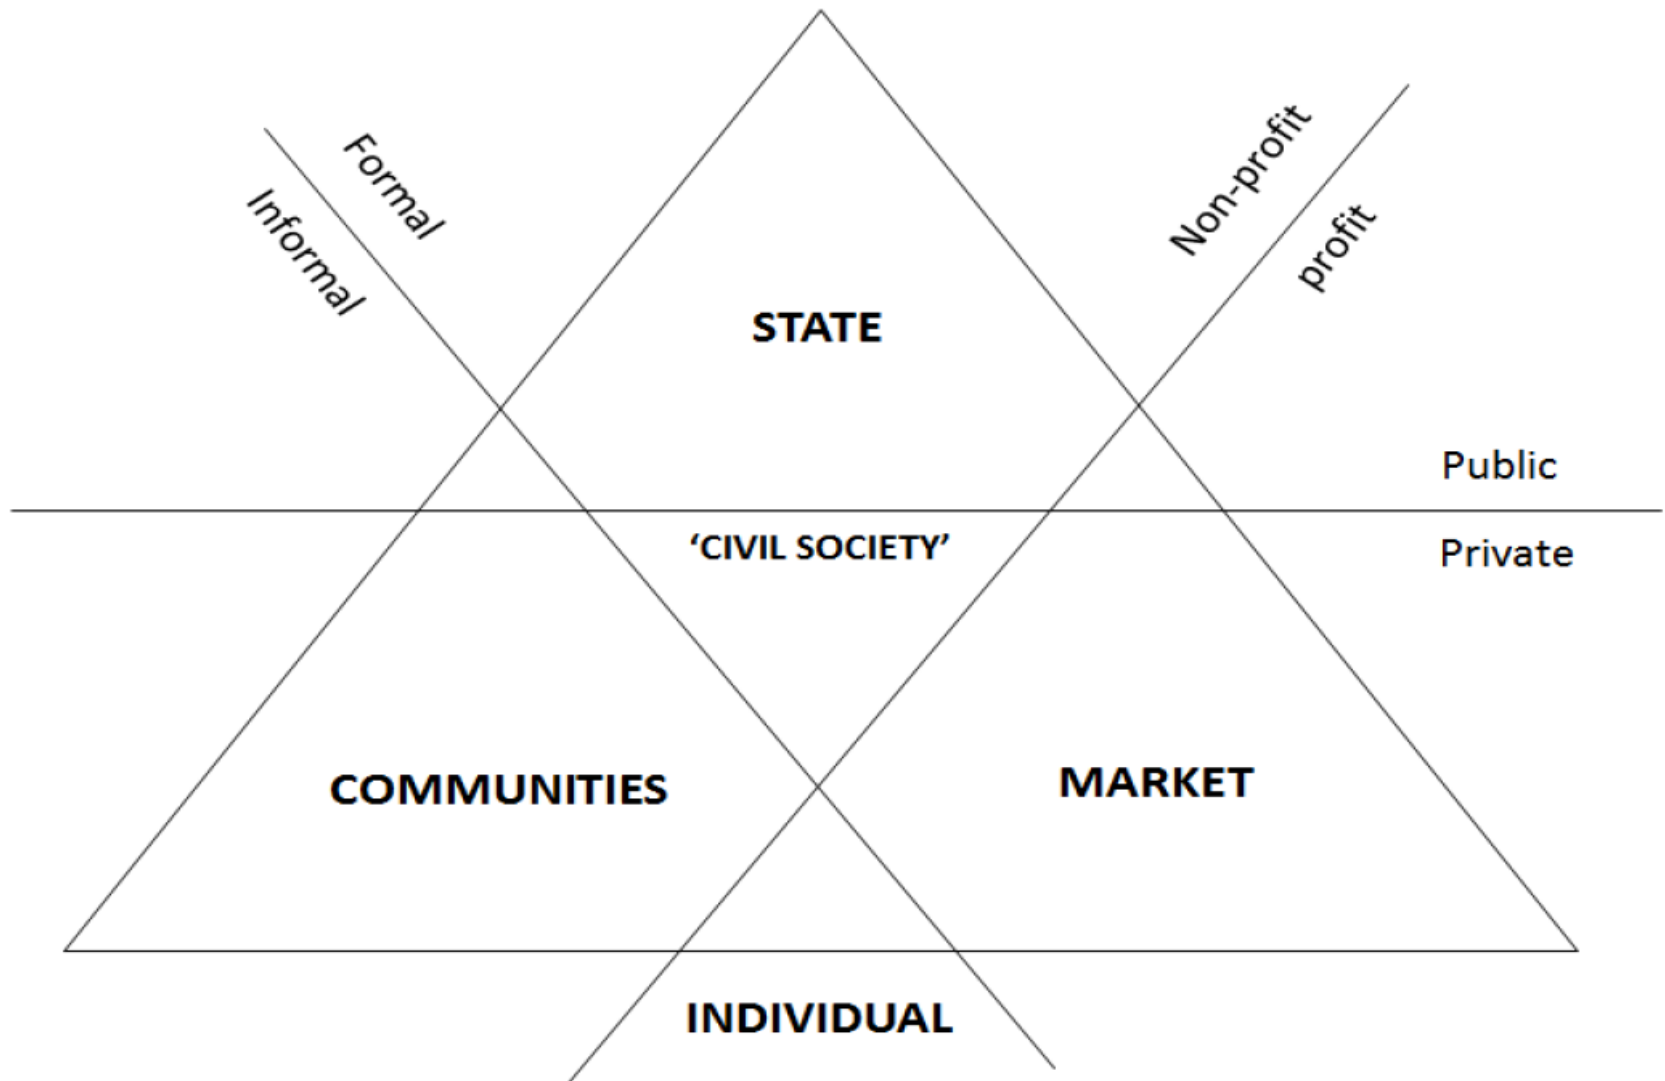 Formal
Informal
Non-profit
profit
STATE
Public
‘CIVIL SOCIETY’
Private
COMMUNITIES
MARKET
INDIVIDUAL